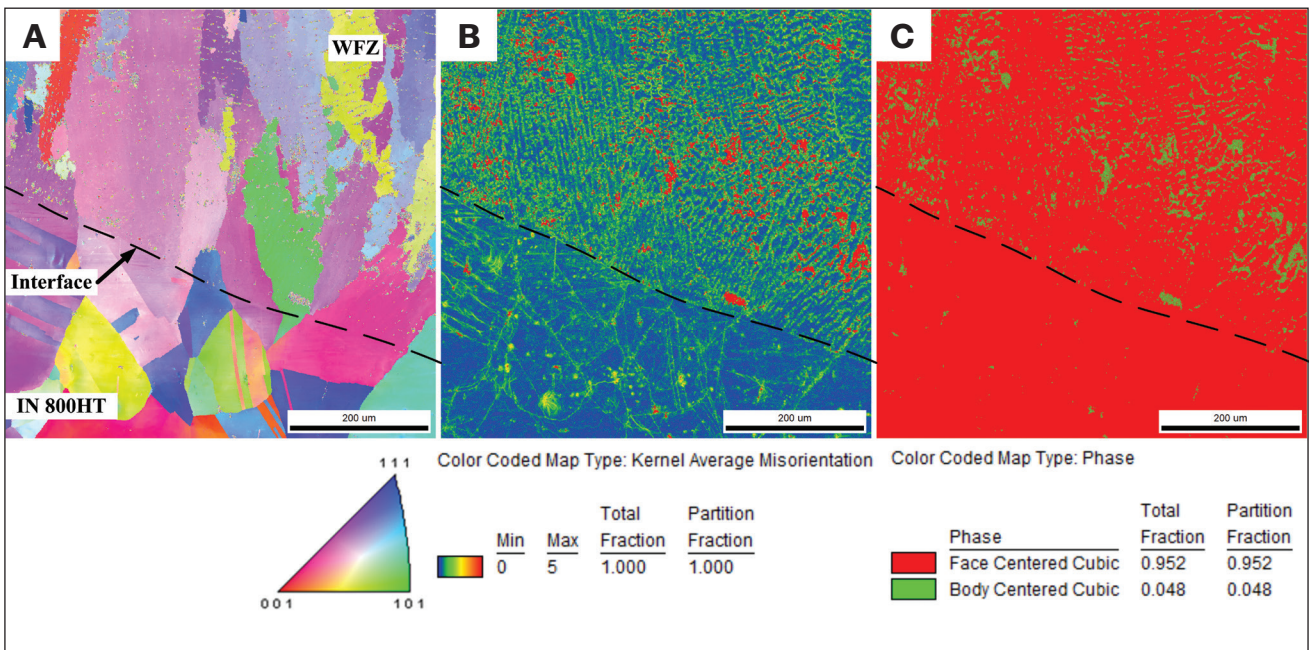 A
WFZ
Interface
IN 800HT
200 um
B
200 um
C
200 um
111
001
101
Color Coded Map Type: Kernel Average Misorientation
Total Partition
Min Max Fraction Fraction
0 5 1.000 1.000
Color Coded Map Type: Phase
Total Partition
Phase Fraction Fraction
Face Centered Cubic 0.952 0.952
Body Centered Cubic 0.048 0.048